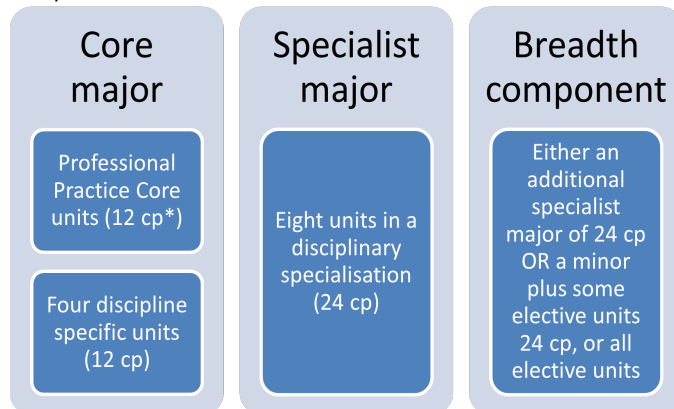 Core
major
Professional
Practice Core
units (12 cp*)
Four discipline
specific units
(12 cp)
Specialist
major
Eight units in a
disciplinary
specialisation
(24 cp)
Breadth
component
Either an
additional
specialist
major of 24 cp
OR a minor
plus some
elective units
24 cp, or all
elective units